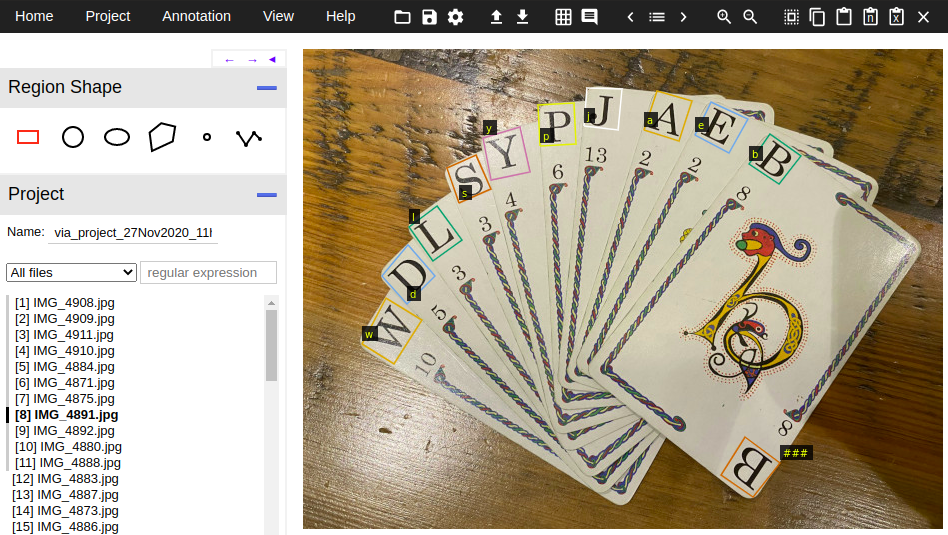 Home Project Annotation View Help
n x
← → ◄
Region Shape
Project
Name: via_project_27Nov2020_11h
All files regular expression
[1] IMG_4908.jpg
[2] IMG_4909.jpg
[3] IMG_4911.jpg
[4] IMG_4910.jpg
[5] IMG_4884.jpg
[6] IMG_4871.jpg
[7] IMG_4875.jpg
[8] IMG_4891.jpg
[9] IMG_4892.jpg
[10] IMG_4880.jpg
[11] IMG_4888.jpg
[12] IMG_4883.jpg
[13] IMG_4887.jpg
[14] IMG_4873.jpg
[15] IMG_4886.jpg
W
w
10
D
d
5
L
l
3
S
s
3
Y
y
4
P
p
6
J
j
13
A
a
2
E
e
2
B
b
8
b
8
B
###